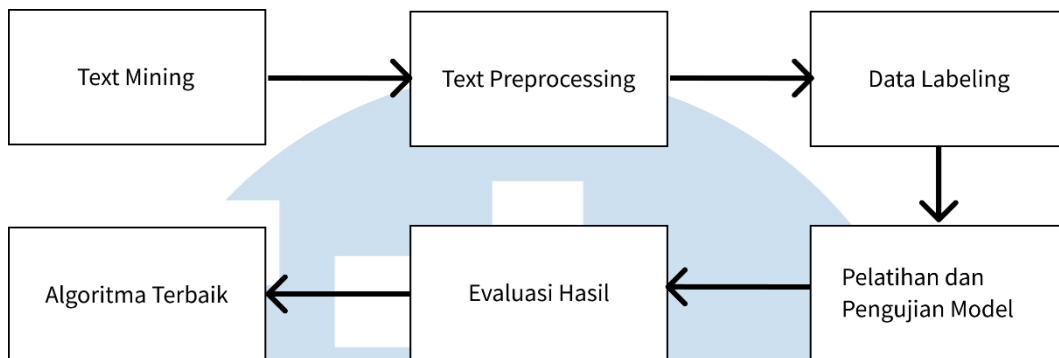 Text Mining
Text Preprocessing
Data Labeling
Pelatihan dan
Pengujian Model
Evaluasi Hasil
Algoritma Terbaik